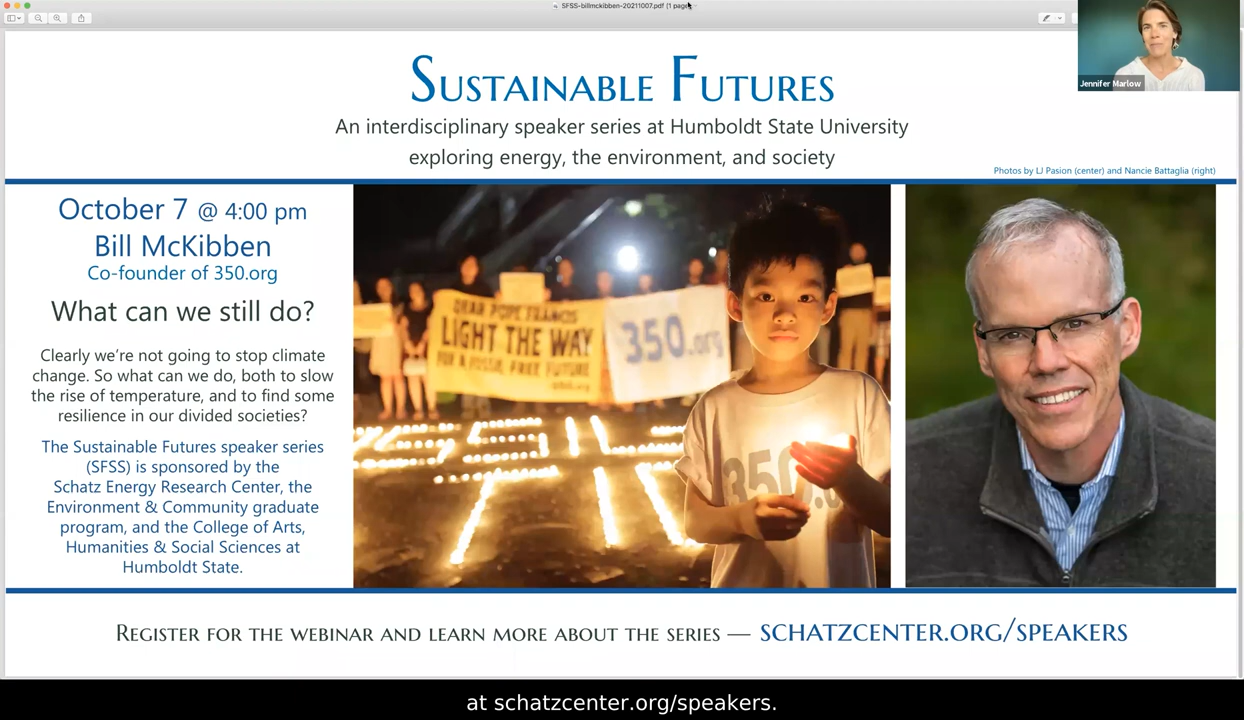 SFSS-billmckibben-20211007.pdf (1 page)
Jennifer Marlow
Sustainable Futures
An interdisciplinary speaker series at Humboldt State University
exploring energy, the environment, and society
Photos by LJ Pasion (center) and Nancie Battaglia (right)
October 7 @ 4:00 pm
Bill McKibben
Co-founder of 350.org
What can we still do?
Clearly we're not going to stop climate
change. So what can we do, both to slow
the rise of temperature, and to find some
resilience in our divided societies?
The Sustainable Futures speaker series
(SFSS) is sponsored by the
Schatz Energy Research Center, the
Environment & Community graduate
program, and the College of Arts,
Humanities & Social Sciences at
Humboldt State.
DEAR POPE FRANCIS
LIGHT THE WAY
FOR A FOSSIL FREE FUTURE
350.org
350.o
Register for the webinar and learn more about the series — schatzcenter.org/speakers
at schatzcenter.org/speakers.